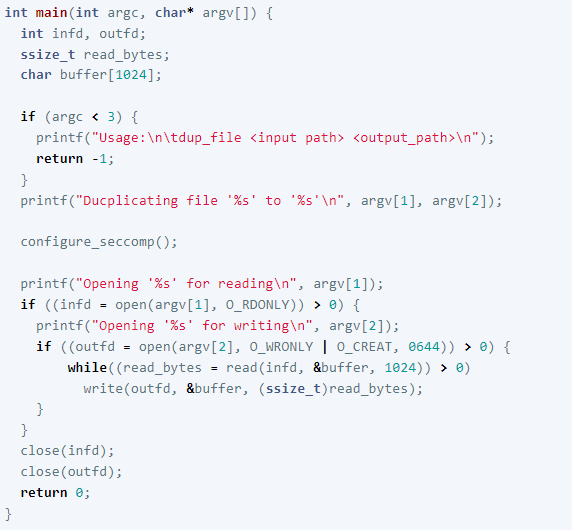 int main(int argc, char* argv[]) {
  int infd, outfd;
  ssize_t read_bytes;
  char buffer[1024];

  if (argc < 3) {
    printf("Usage:\n\tdup_file <input path> <output_path>\n");
    return -1;
  }
  printf("Ducplicating file '%s' to '%s'\n", argv[1], argv[2]);

  configure_seccomp();

  printf("Opening '%s' for reading\n", argv[1]);
  if ((infd = open(argv[1], O_RDONLY)) > 0) {
    printf("Opening '%s' for writing\n", argv[2]);
    if ((outfd = open(argv[2], O_WRONLY | O_CREAT, 0644)) > 0) {
        while((read_bytes = read(infd, &buffer, 1024)) > 0)
          write(outfd, &buffer, (ssize_t)read_bytes);
    }
  }
  close(infd);
  close(outfd);
  return 0;
}